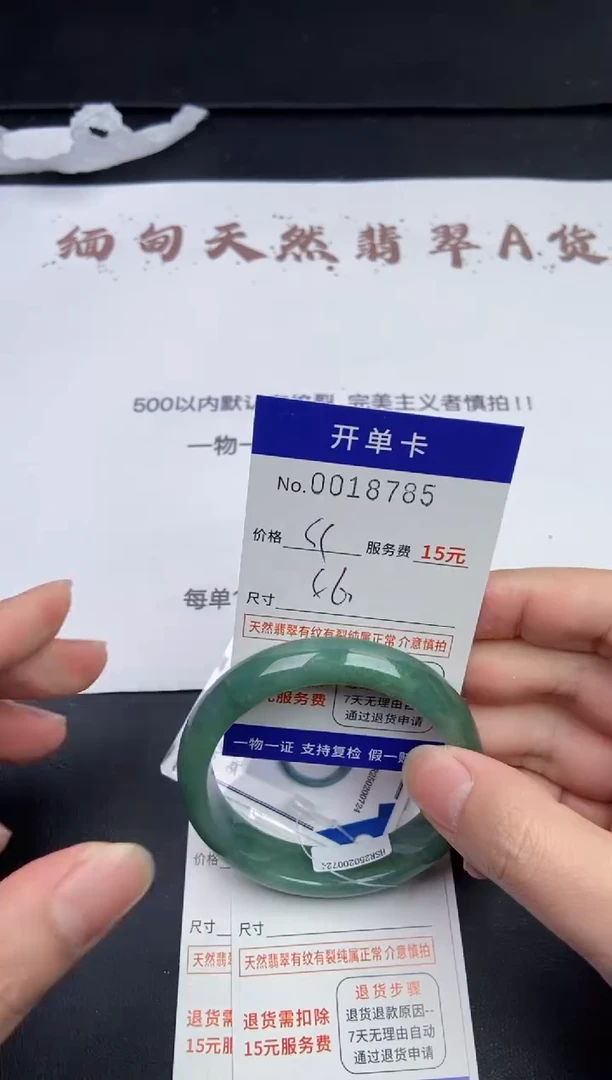 缅甸天然翡翠A货
500以内默认
完美主义者慎拍!!
一物一
每单
开单卡
No.0018785
价格
服务费 15元
尺寸
天然翡翠有纹有裂纯属正常 介意慎拍
服务费
7天无理由自
通过退货申请
一物一证 支持复检 假一
HSR250200724
价格
尺寸
尺寸
天然翡
天然翡翠有纹有裂纯属正常 介意慎拍
退货需
15元服
退货需扣除
15元服务费
退货步骤
退货退款原因--
7天无理由自动
通过退货申请